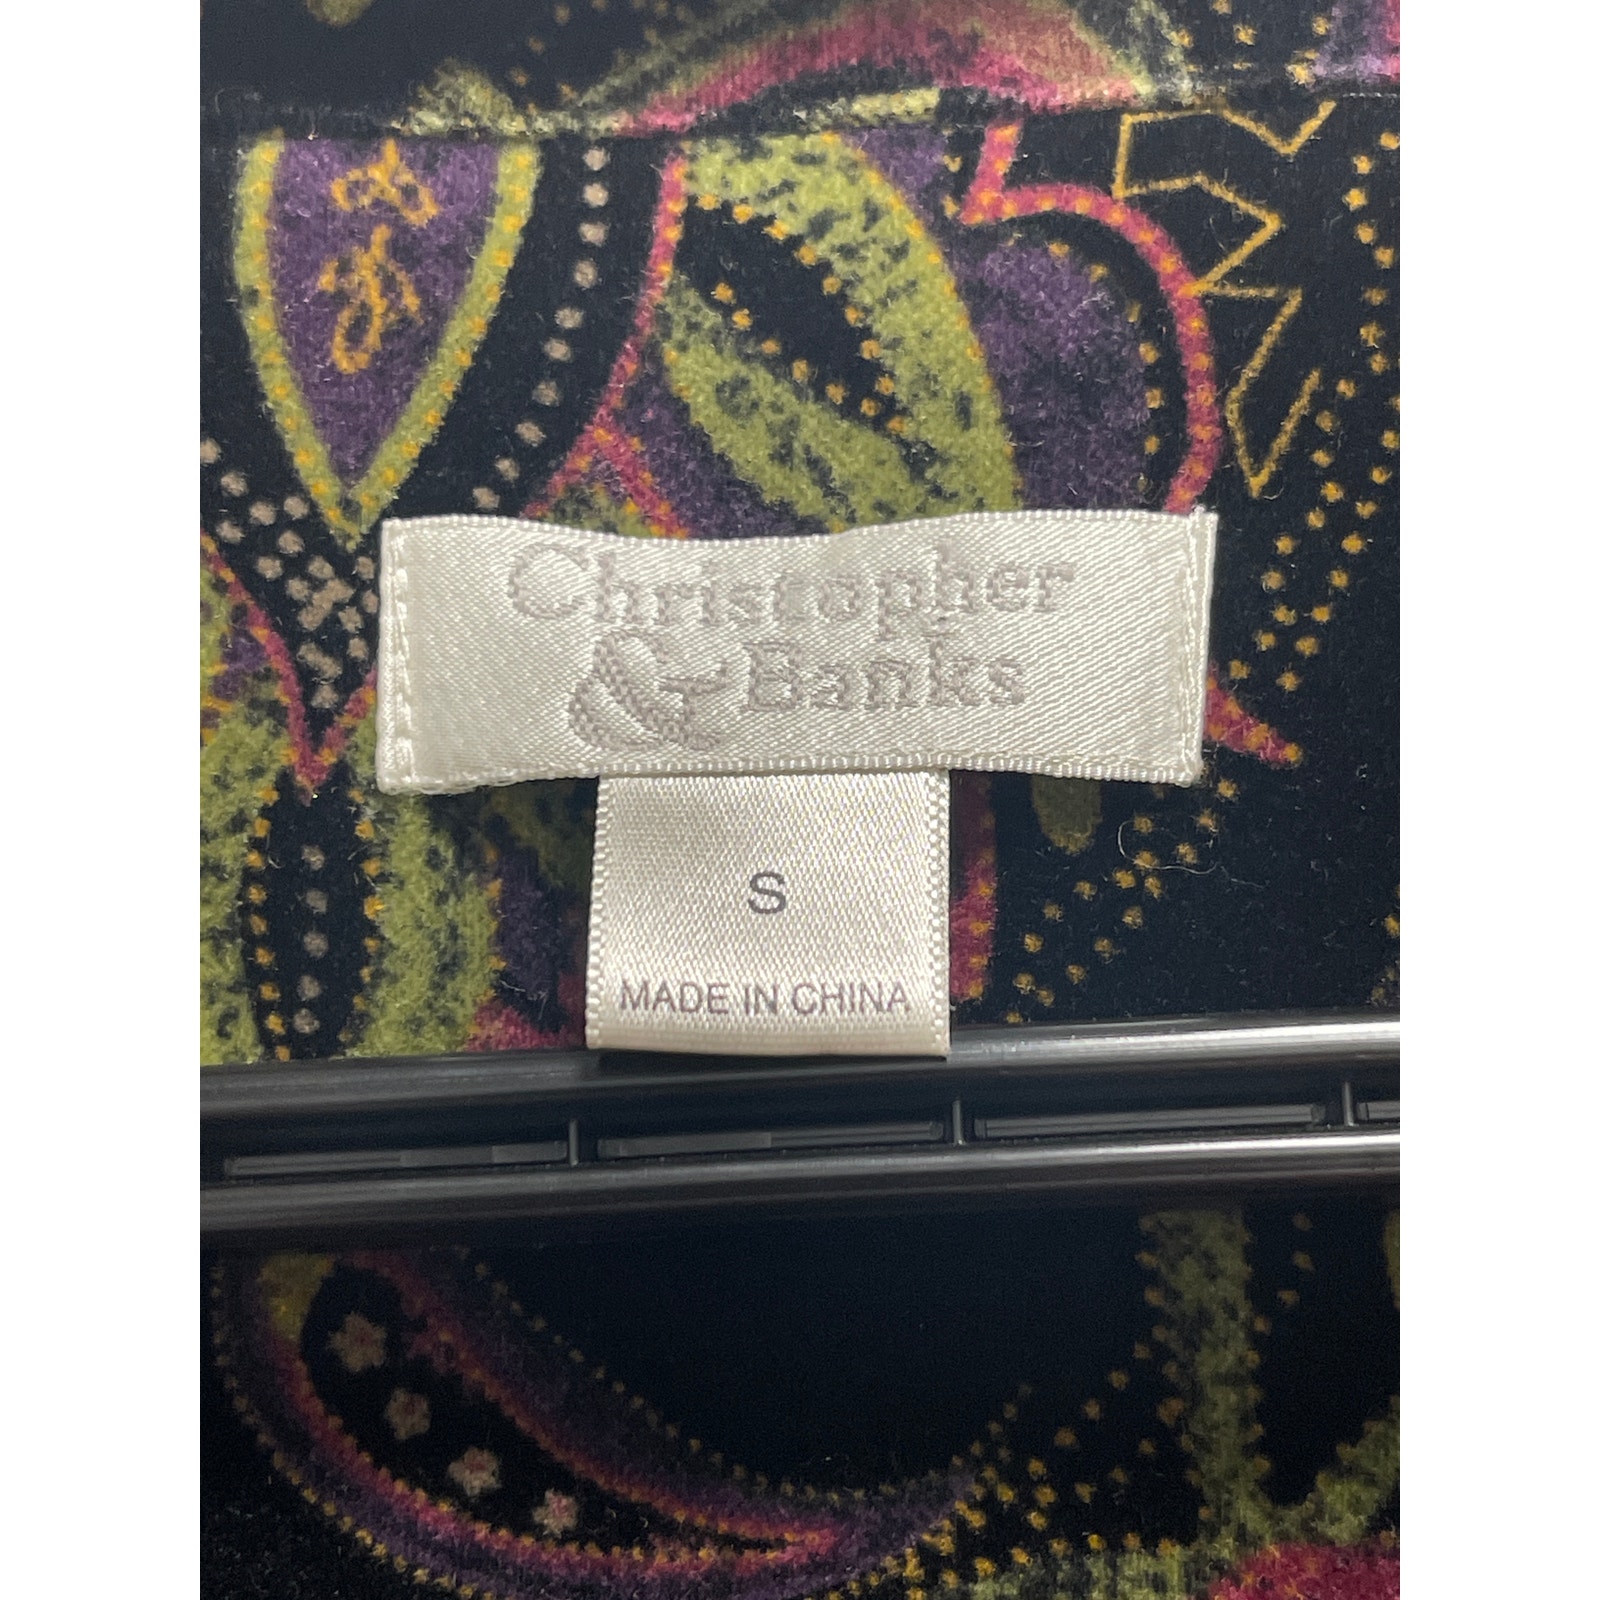 Christopher
& Banks
S
MADE IN CHINA